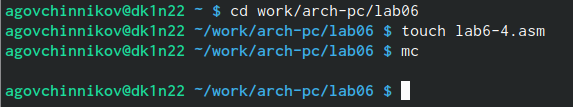 agovchinnikov@dk1n22 ~ $ cd work/arch-pc/lab06
agovchinnikov@dk1n22 ~/work/arch-pc/lab06 $ touch lab6-4.asm
agovchinnikov@dk1n22 ~/work/arch-pc/lab06 $ mc
agovchinnikov@dk1n22 ~/work/arch-pc/lab06 $